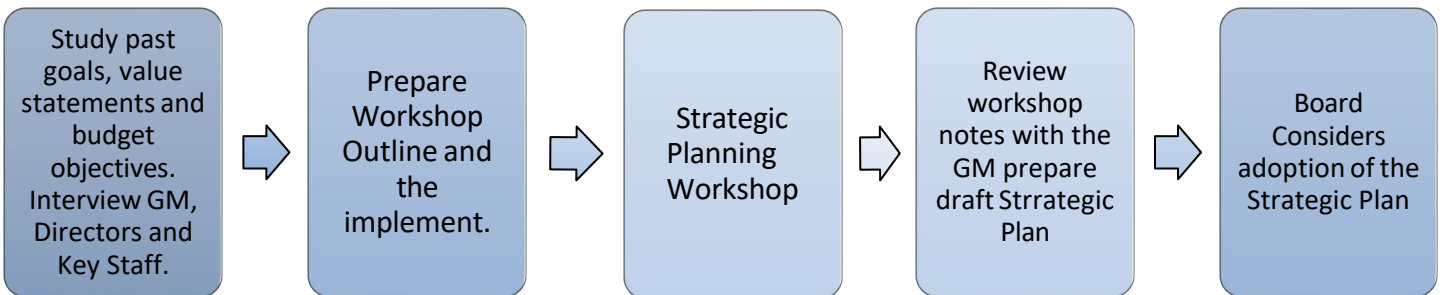 Study past
goals, value
statements and
budget
objectives.
Interview GM,
Directors and
Key Staff.
Prepare
Workshop
Outline and
the
implement.
Strategic
Planning
Workshop
Review
workshop
notes with the
GM prepare
draft Strrategic
Plan
Board
Considers
adoption of the
Strategic Plan